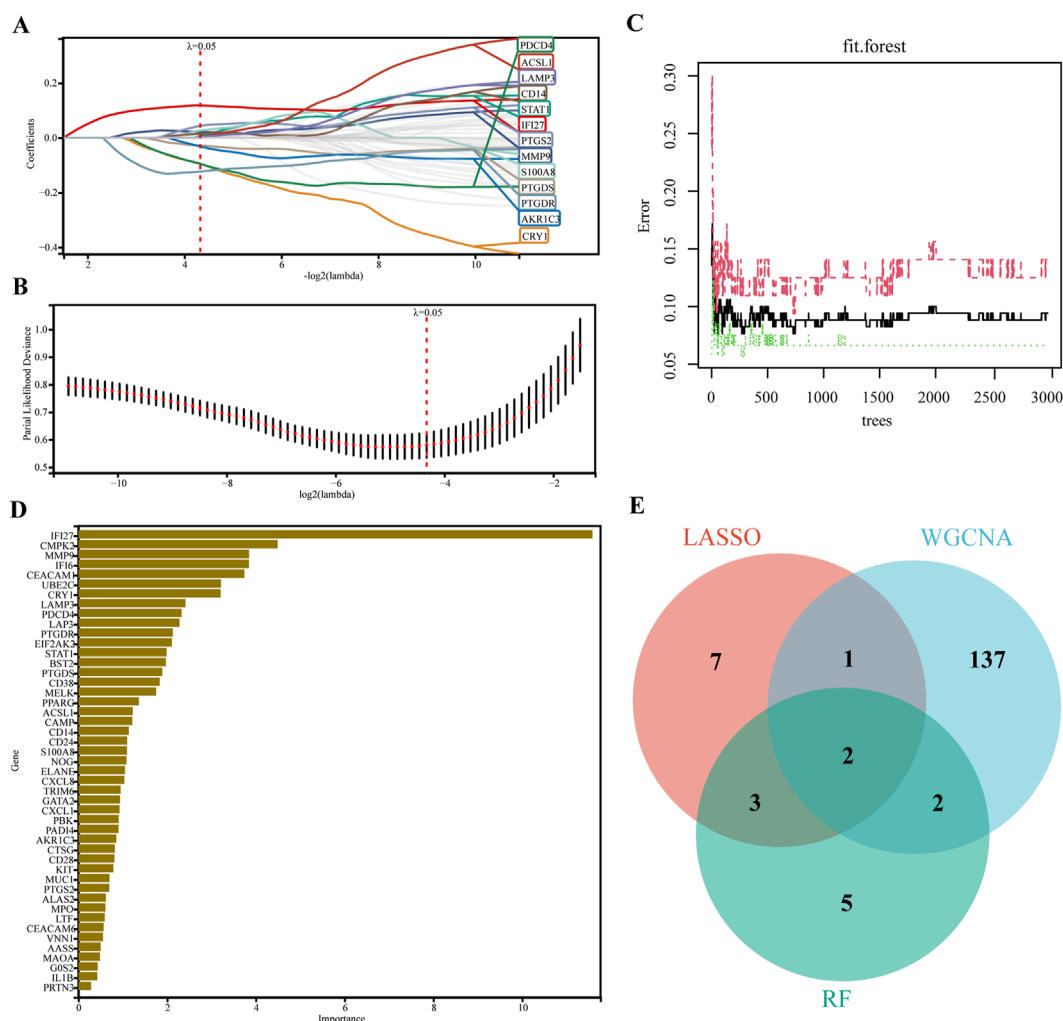 A
λ=0.05
0.2
0.0
−0.2
−0.4
Coefficients
2
4
6
8
10
-log2(lambda)
PDCD4
ACSL1
LAMP3
CD14
STAT1
IFI27
PTGS2
MMP9
S100A8
PTGDS
PTGDR
AKR1C3
CRY1
B
λ=0.05
1.0
0.9
0.8
0.7
0.6
0.5
Parial Likelihood Deviance
−10
−8
−6
−4
−2
log2(lambda)
C
fit.forest
0.30
0.25
0.20
0.15
0.10
0.05
Error
0
500
1000
1500
2000
2500
3000
trees
D
IFI27
CMPK2
MMP9
IFI6
CEACAM1
UBE2C
CRY1
LAMP3
PDCD4
LAP3
PTGDR
EIF2AK2
STAT1
BST2
PTGDS
CD38
MELK
PPARG
ACSL1
CAMP
CD14
CD24
S100A8
NOG
ELANE
CXCL8
TRIM6
GATA2
CXCL1
PBK
PADI4
AKR1C3
CTSG
CD28
KIT
MUC1
PTGS2
ALAS2
MPO
LTF
CEACAM6
VNN1
AASS
MAOA
G0S2
IL1B
PRTN3
Gene
0
2
4
6
8
10
Importance
E
LASSO
WGCNA
7
1
137
2
3
2
5
RF